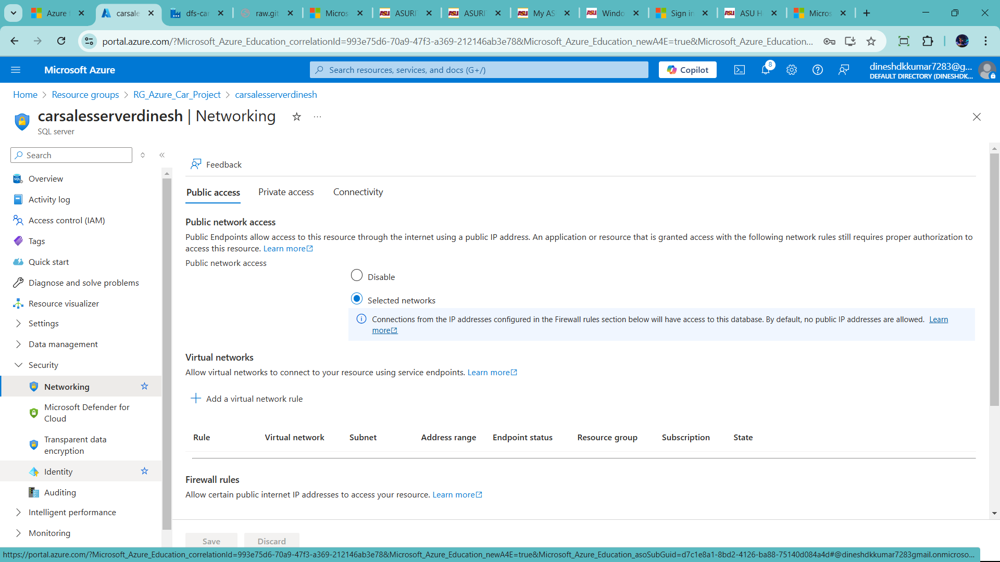 Azure f
carsale
dfs-car
raw.git
Micros
ASURI
ASURI
My AS
Windo
Sign in
ASU H
Micros
portal.azure.com/?Microsoft_Azure_Education_correlationId=993e75d6-70a9-47f3-a369-212146ab3e78&Microsoft_Azure_Education_newA4E=true&Microsoft_Azure_Education...
Microsoft Azure
Search resources, services, and docs (G+/)
Copilot
8
dineshdkkumar7283@g...
DEFAULT DIRECTORY (DINESHDK...
Home > Resource groups > RG_Azure_Car_Project > carsalesserverdinesh
carsalesserverdinesh | Networking
SQL server
Search
Overview
Activity log
Access control (IAM)
Tags
Quick start
Diagnose and solve problems
Resource visualizer
Settings
Data management
Security
Networking
Microsoft Defender for
Cloud
Transparent data
encryption
Identity
Auditing
Intelligent performance
Monitoring
Feedback
Public access
Private access
Connectivity
Public network access
Public Endpoints allow access to this resource through the internet using a public IP address. An application or resource that is granted access with the following network rules still requires proper authorization to
access this resource. Learn more
Public network access
Disable
Selected networks
Connections from the IP addresses configured in the Firewall rules section below will have access to this database. By default, no public IP addresses are allowed. Learn
more
Virtual networks
Allow virtual networks to connect to your resource using service endpoints. Learn more
Add a virtual network rule
Rule Virtual network Subnet Address range Endpoint status Resource group Subscription State
Firewall rules
Allow certain public internet IP addresses to access your resource. Learn more
Save
Discard
https://portal.azure.com/?Microsoft_Azure_Education_correlationId=993e75d6-70a9-47f3-a369-212146ab3e78&Microsoft_Azure_Education_newA4E=true&Microsoft_Azure_Education_asoSubGuid=d7c1e8a1-8bd2-4126-ba88-75140d084a4d#@dineshdkkumar7283gmail.onmicroso...